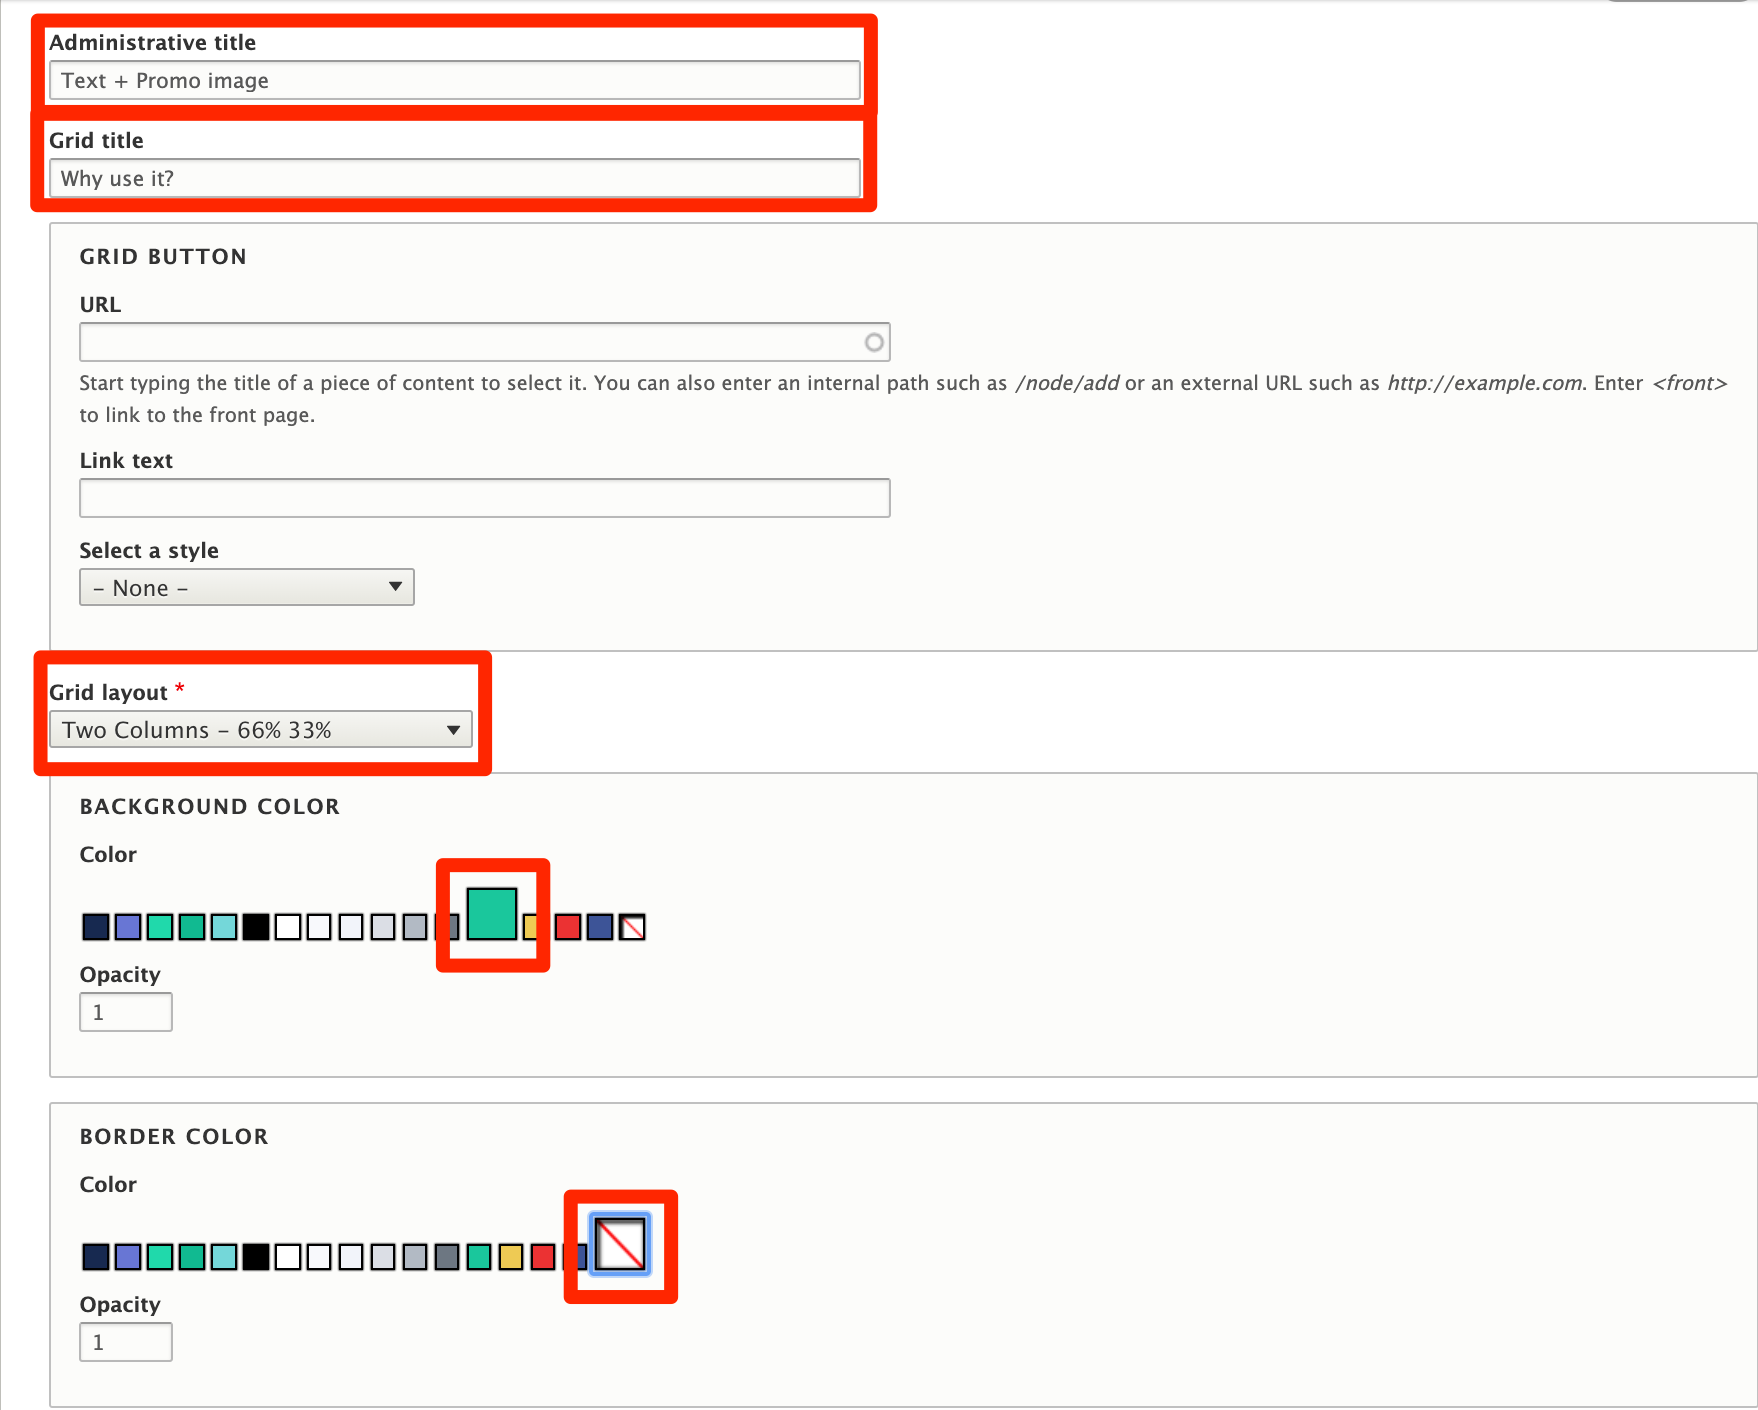 Administrative title
Text + Promo image
Grid title
Why use it?
GRID BUTTON
URL
Start typing the title of a piece of content to select it. You can also enter an internal path such as /node/add or an external URL such as http://example.com. Enter <front>
to link to the front page.
Link text
Select a style
– None –
Grid layout *
Two Columns – 66% 33%
BACKGROUND COLOR
Color
Opacity
1
BORDER COLOR
Color
Opacity
1